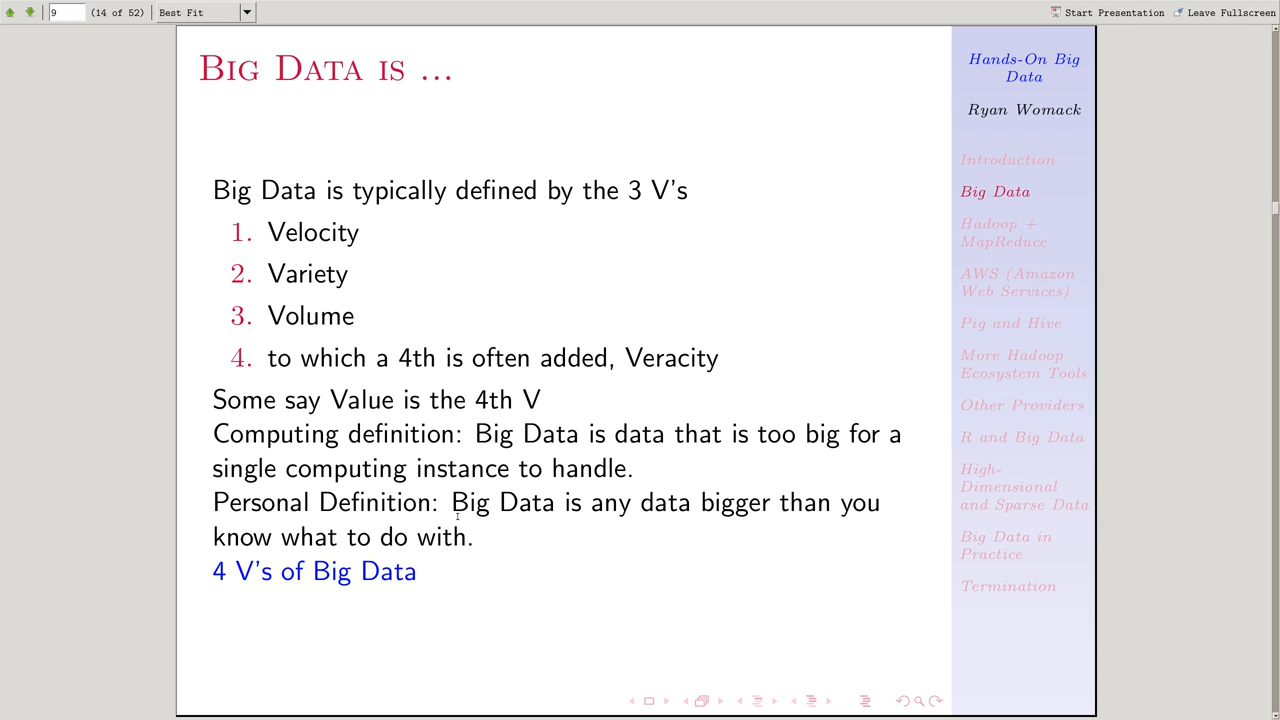 9 (14 of 52) Best Fit Start Presentation Leave Fullscreen
BIG DATA IS ...
Big Data is typically defined by the 3 V's
1. Velocity
2. Variety
3. Volume
4. to which a 4th is often added, Veracity
Some say Value is the 4th V
Computing definition: Big Data is data that is too big for a
single computing instance to handle.
Personal Definition: Big Data is any data bigger than you
know what to do with.
4 V's of Big Data
Hands-On Big
Data
Ryan Womack
Introduction
Big Data
Hadoop +
MapReduce
AWS (Amazon
Web Services)
Pig and Hive
More Hadoop
Ecosystem Tools
Other Providers
R and Big Data
High-
Dimensional
and Sparse Data
Big Data in
Practice
Termination